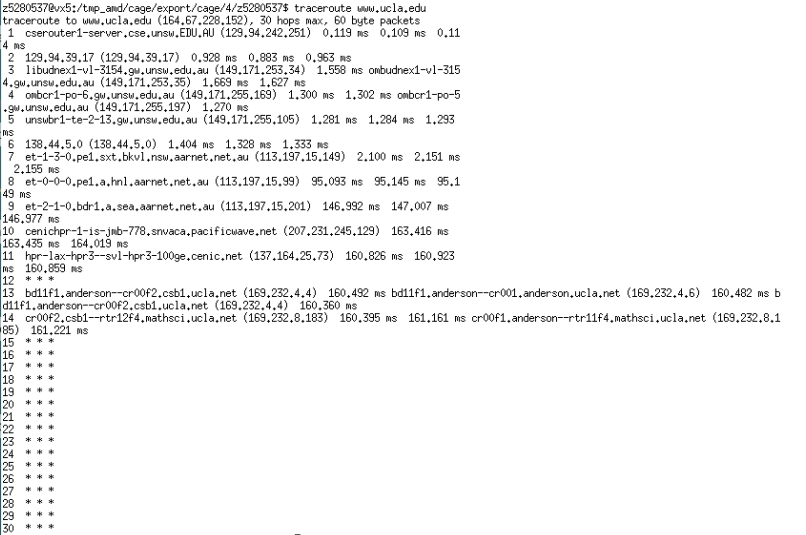 z5280537@vx5:/tmp_amd/cage/export/cage/4/z5280537$ traceroute www.ucla.edu
traceroute to www.ucla.edu (164.67.228.152), 30 hops max, 60 byte packets
 1  cserouter1-server.cse.unsw.EDU.AU (129.94.242.251)  0.119 ms  0.109 ms  0.11
4 ms
 2  129.94.39.17 (129.94.39.17)  0.928 ms  0.883 ms  0.963 ms
 3  libudnex1-vl-3154.gw.unsw.edu.au (149.171.253.34)  1.558 ms ombudnex1-vl-315
4.gw.unsw.edu.au (149.171.253.35)  1.669 ms  1.627 ms
 4  ombcr1-po-6.gw.unsw.edu.au (149.171.255.169)  1.300 ms  1.302 ms ombcr1-po-5
.gw.unsw.edu.au (149.171.255.197)  1.270 ms
 5  unswbr1-te-2-13.gw.unsw.edu.au (149.171.255.105)  1.281 ms  1.284 ms  1.293
ms
 6  138.44.5.0 (138.44.5.0)  1.404 ms  1.328 ms  1.333 ms
 7  et-1-3-0.pe1.sxt.bkvl.nsw.aarnet.net.au (113.197.15.149)  2.100 ms  2.151 ms
  2.155 ms
 8  et-0-0-0.pe1.a.hnl.aarnet.net.au (113.197.15.99)  95.093 ms  95.145 ms  95.1
49 ms
 9  et-2-1-0.bdr1.a.sea.aarnet.net.au (113.197.15.201)  146.992 ms  147.007 ms
146.977 ms
10  cenichpr-1-is-jmb-778.snvaca.pacificwave.net (207.231.245.129)  163.416 ms
163.435 ms  164.019 ms
11  hpr-lax-hpr3--svl-hpr3-100ge.cenic.net (137.164.25.73)  160.826 ms  160.923
ms  160.859 ms
12  * * *
13  bd11f1.anderson--cr00f2.csb1.ucla.net (169.232.4.4)  160.492 ms bd11f1.anderson--cr001.anderson.ucla.net (169.232.4.6)  160.482 ms b
d11f1.anderson--cr00f2.csb1.ucla.net (169.232.4.4)  160.360 ms
14  cr00f2.csb1--rtr12f4.mathsci.ucla.net (169.232.8.183)  160.395 ms  161.161 ms cr00f1.anderson--rtr11f4.mathsci.ucla.net (169.232.8.1
85)  161.221 ms
15  * * *
16  * * *
17  * * *
18  * * *
19  * * *
20  * * *
21  * * *
22  * * *
23  * * *
24  * * *
25  * * *
26  * * *
27  * * *
28  * * *
29  * * *
30  * * *